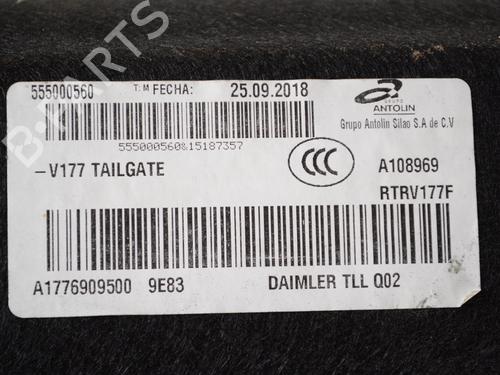 555000560 T:M FECHA: 25.09.2018
GRUPO
ANTOLIN
Grupo Antolin Silao S.A de C.V
555000560&15187357
-V177 TAILGATE
CCC
A108969
RTRV177F
A1776909500 9E83 DAIMLER TLL Q02
B-PARTS